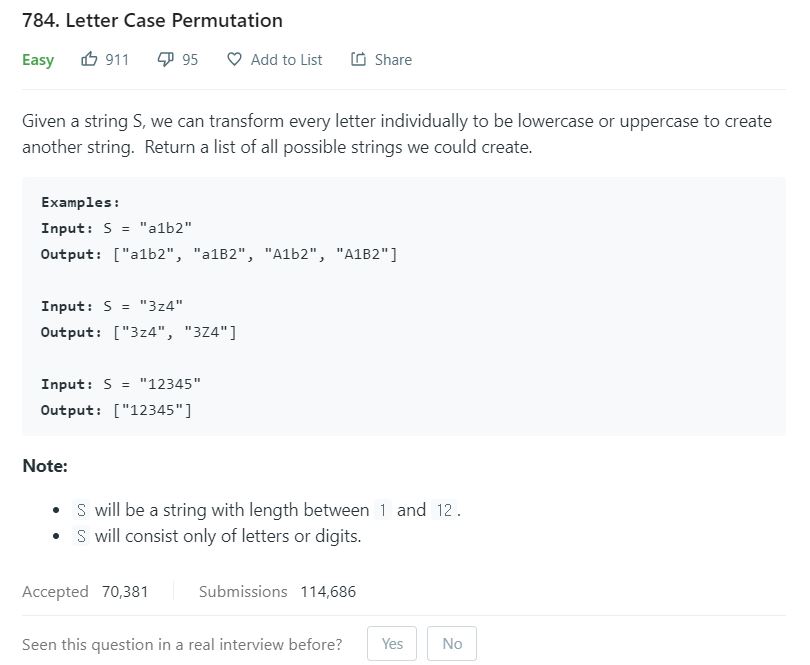 784. Letter Case Permutation
Easy 911 95 Add to List Share
Given a string S, we can transform every letter individually to be lowercase or uppercase to create
another string. Return a list of all possible strings we could create.
Examples:
Input: S = "a1b2"
Output: ["a1b2", "a1B2", "A1b2", "A1B2"]
Input: S = "3z4"
Output: ["3z4", "3Z4"]
Input: S = "12345"
Output: ["12345"]
Note:
• S will be a string with length between 1 and 12 .
• S will consist only of letters or digits.
Accepted 70,381 Submissions 114,686
Seen this question in a real interview before? Yes No